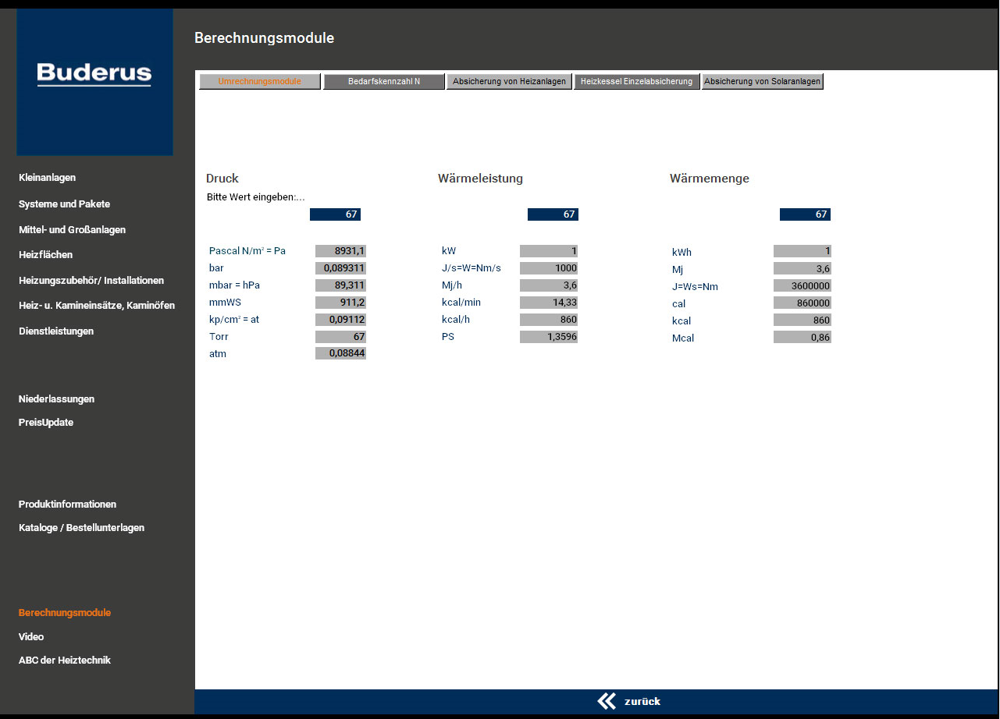 Buderus
Berechnungsmodule
Umrechnungsmodule Bedarfskennzahl N Absicherung von Heizanlagen Heizkessel Einzelabsicherung Absicherung von Solaranlagen
Kleinanlagen
Systeme und Pakete
Mittel- und Großanlagen
Heizflächen
Heizungszubehör/ Installationen
Heiz- u. Kamineinsätze, Kaminöfen
Dienstleistungen
Niederlassungen
PreisUpdate
Produktinformationen
Kataloge / Bestellunterlagen
Berechnungsmodule
Video
ABC der Heiztechnik
Druck
Bitte Wert eingeben:...
67
Pascal N/m² = Pa 8931,1
bar 0,089311
mbar = hPa 89,311
mmWS 911,2
kp/cm² = at 0,09112
Torr 67
atm 0,08844
Wärmeleistung
67
kW 1
J/s=W=Nm/s 1000
Mj/h 3,6
kcal/min 14,33
kcal/h 860
PS 1,3596
Wärmemenge
67
kWh 1
Mj 3,6
J=Ws=Nm 3600000
cal 860000
kcal 860
Mcal 0,86
zurück